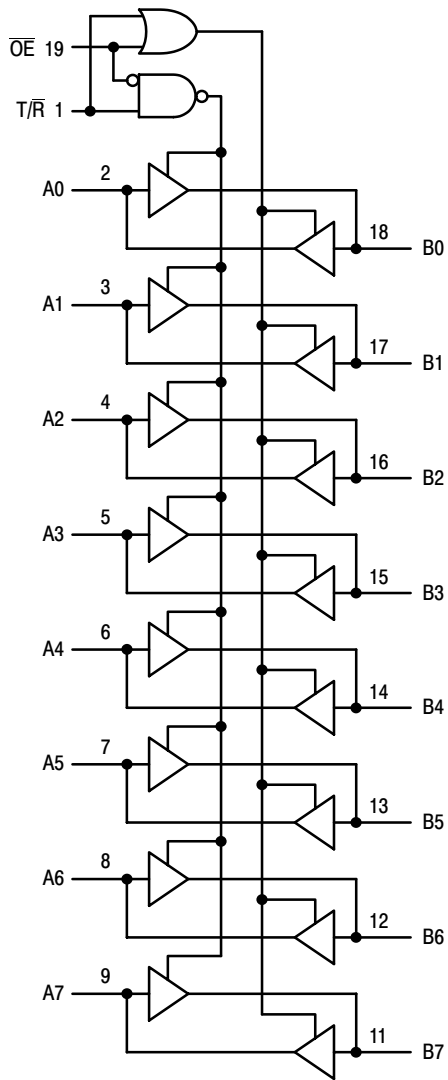 O̅E̅ 19
T/R̅ 1
A0 2
18 B0
A1 3
17 B1
A2 4
16 B2
A3 5
15 B3
A4 6
14 B4
A5 7
13 B5
A6 8
12 B6
A7 9
11 B7